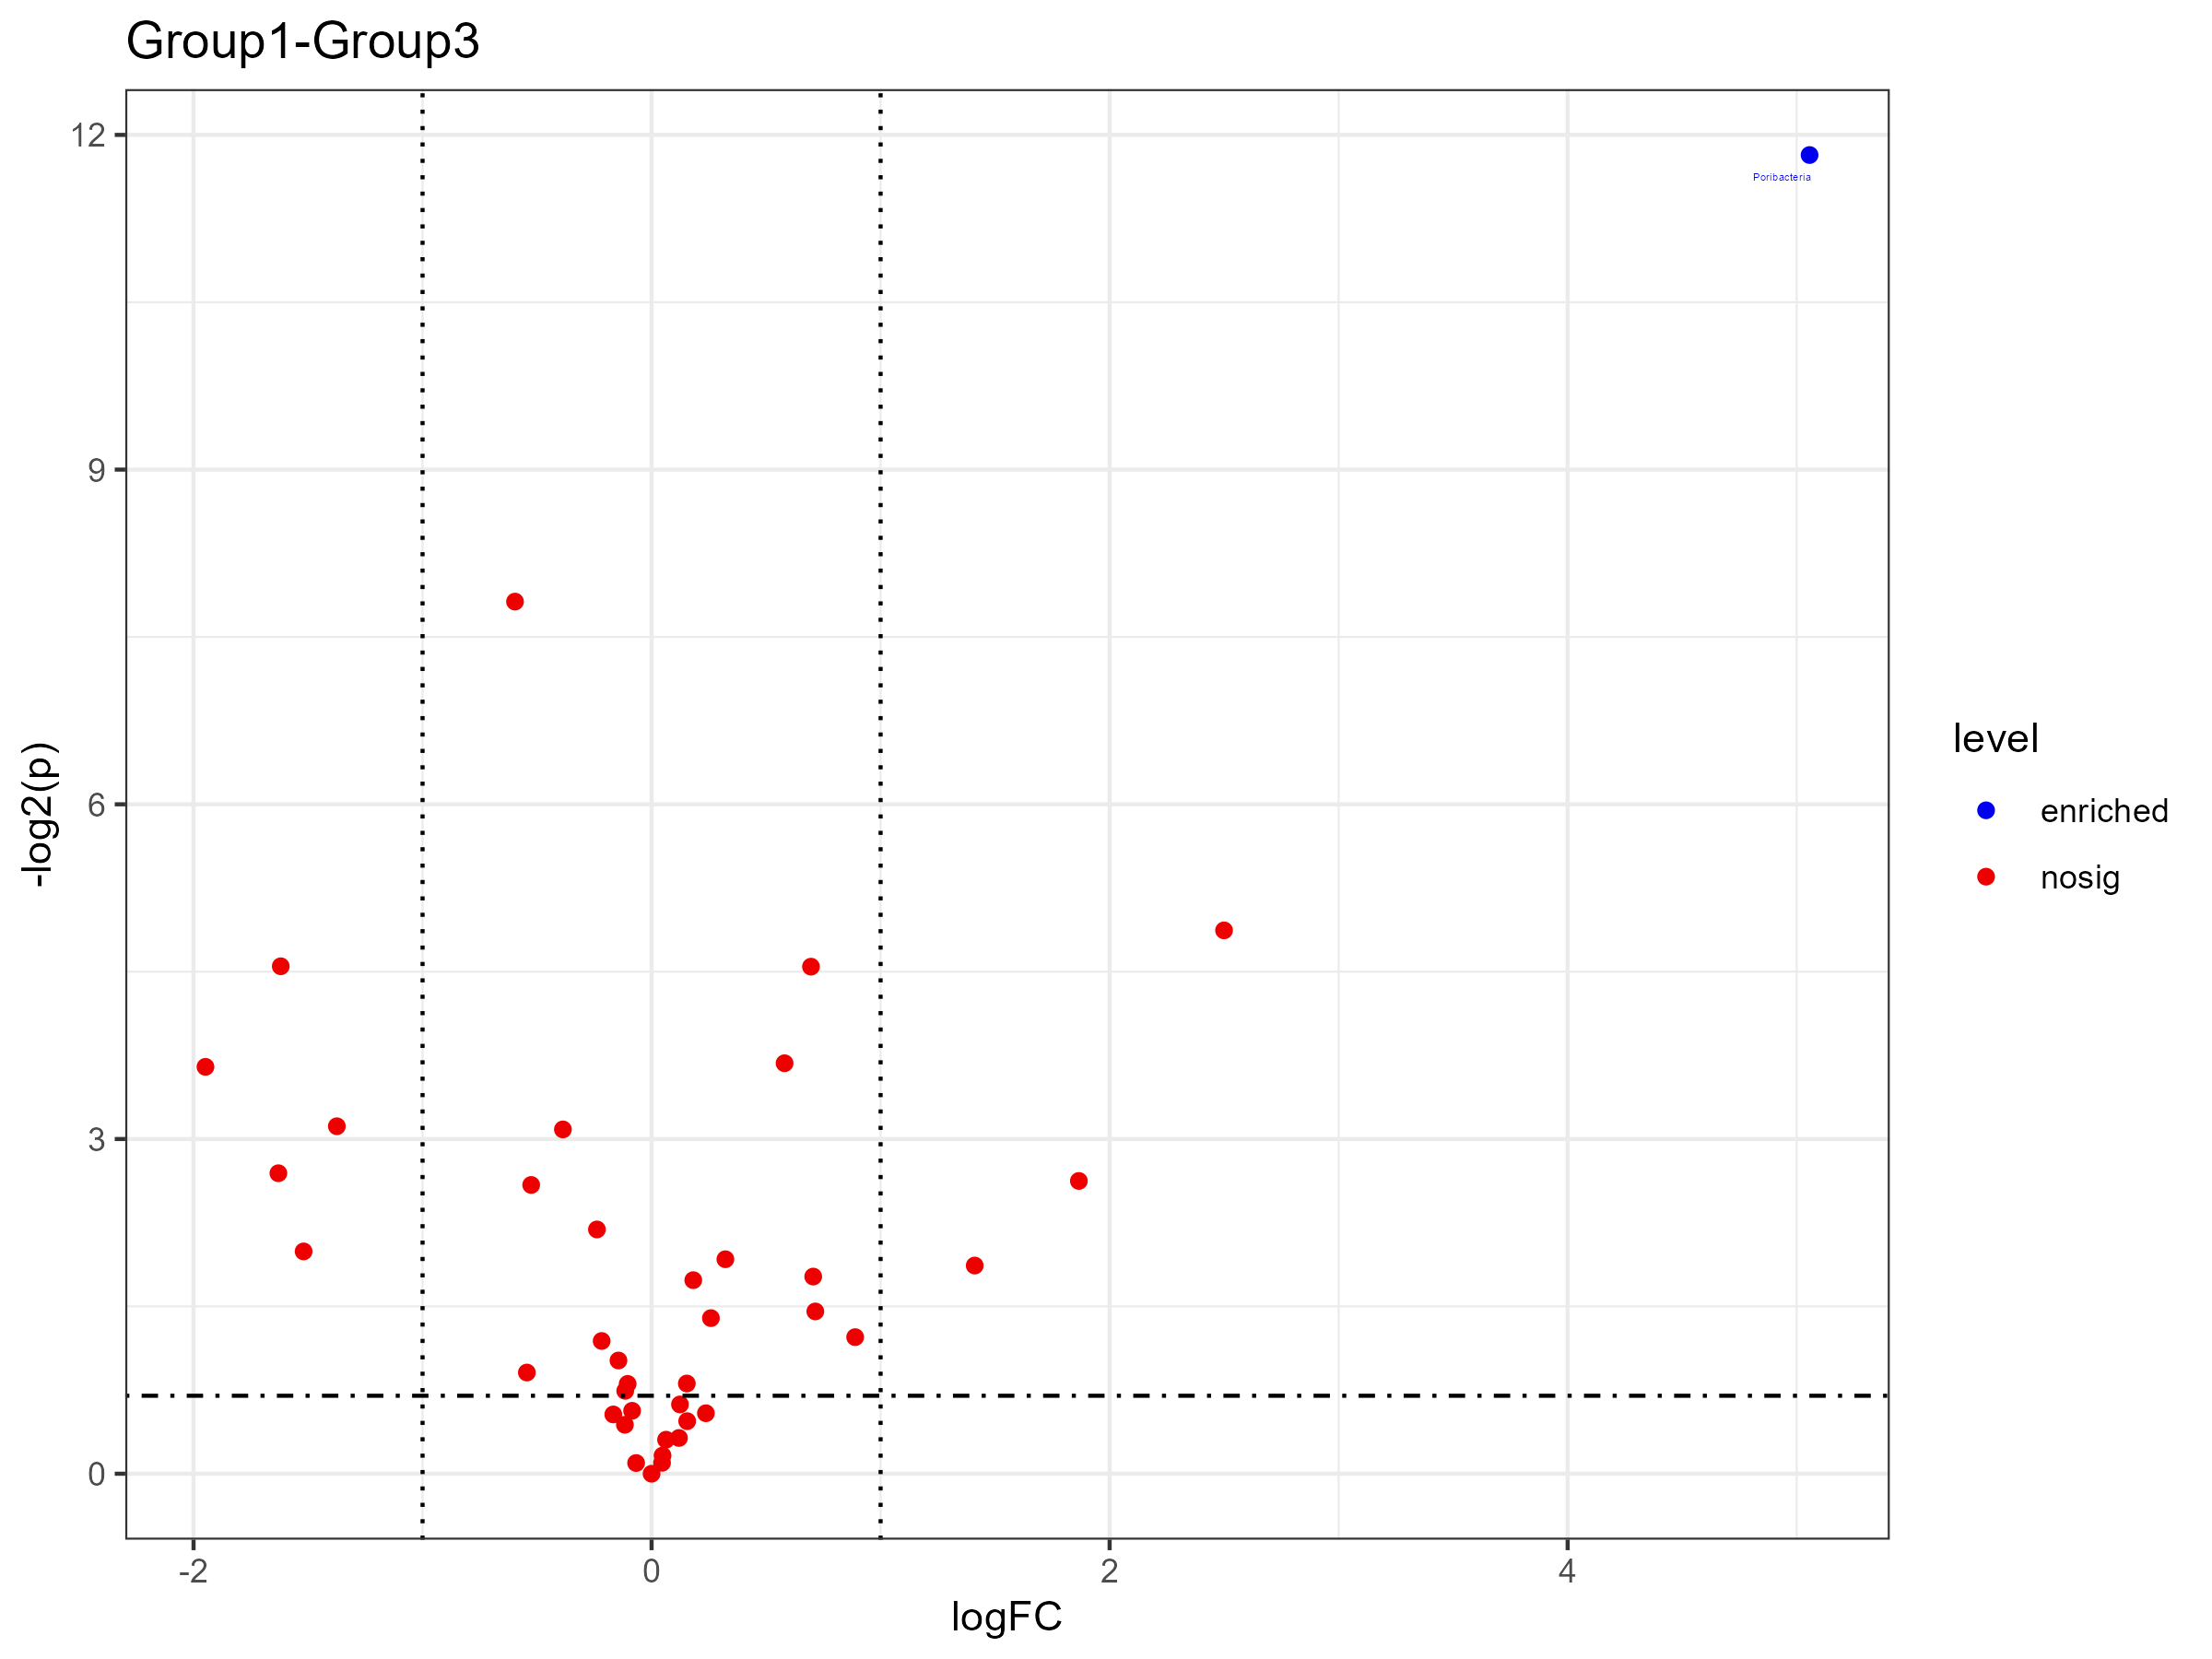 Group1-Group3
12
9
6
3
0
-2
0
2
4
-log2(p)
logFC
Poribacteria
level
enriched
nosig